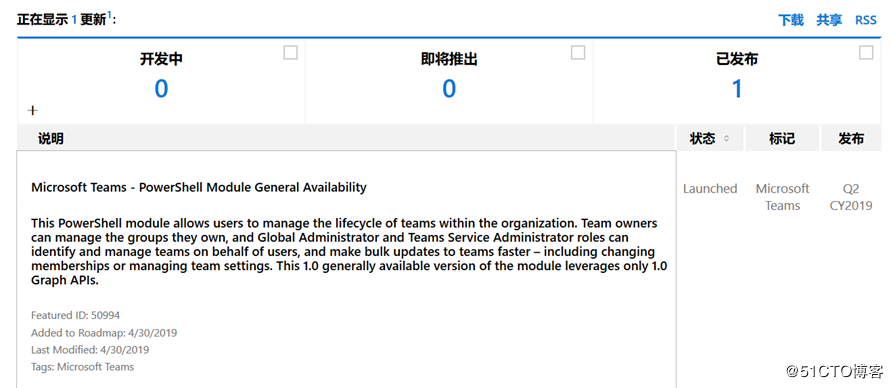 正在显示 1 更新1:
下载 共享 RSS
开发中 即将推出 已发布
0 0 1
说明 状态 标记 发布
Microsoft Teams - PowerShell Module General Availability
Launched Microsoft Q2
Teams CY2019
This PowerShell module allows users to manage the lifecycle of teams within the organization. Team owners
can manage the groups they own, and Global Administrator and Teams Service Administrator roles can
identify and manage teams on behalf of users, and make bulk updates to teams faster – including changing
memberships or managing team settings. This 1.0 generally available version of the module leverages only 1.0
Graph APIs.
Featured ID: 50994
Added to Roadmap: 4/30/2019
Last Modified: 4/30/2019
Tags: Microsoft Teams
@51CTO博客